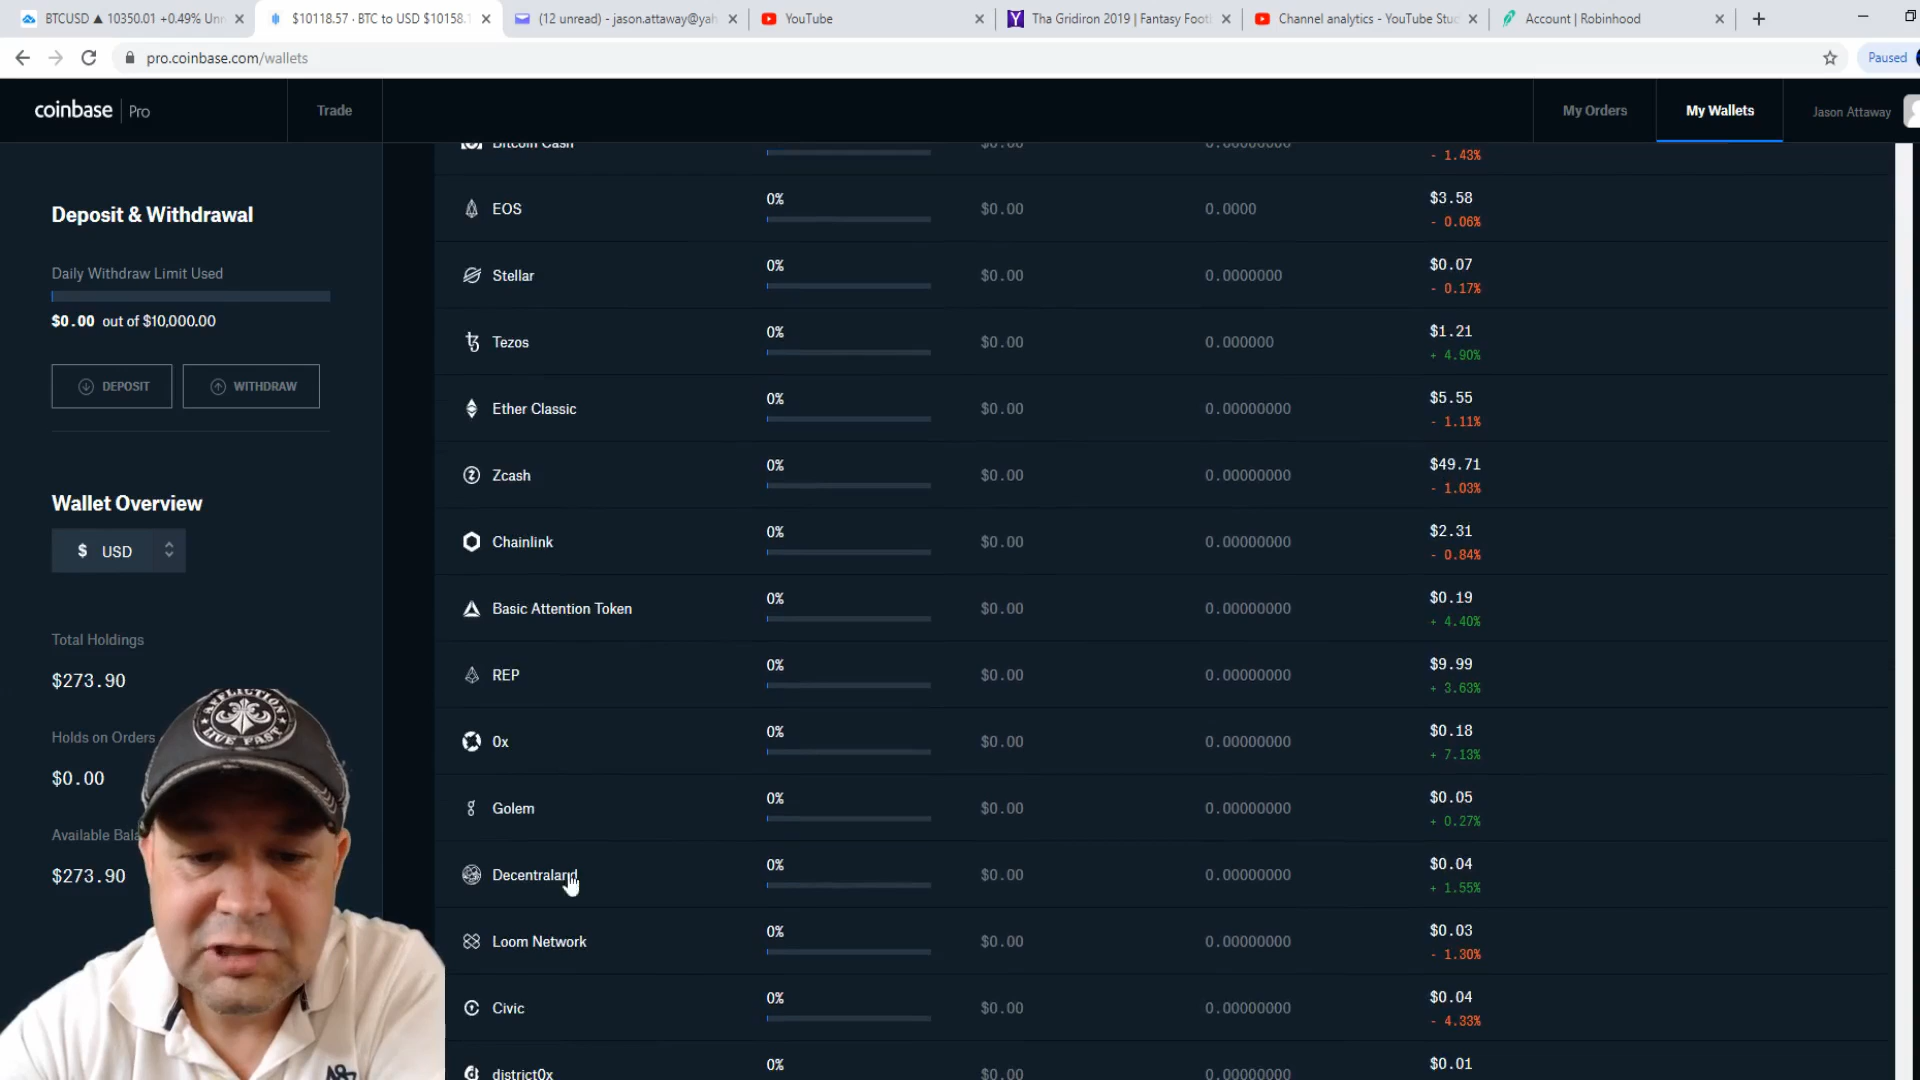 BTCUSD ▲ 10350.01 +0.49% Unn
$10118.57 · BTC to USD $10158.
(12 unread) - jason.attaway@yah
YouTube
Tha Gridiron 2019 | Fantasy Footl
Channel analytics - YouTube Stud
Account | Robinhood
pro.coinbase.com/wallets
Paused
coinbase | Pro
Trade
My Orders
My Wallets
Jason Attaway
Deposit & Withdrawal
Daily Withdraw Limit Used
$0.00 out of $10,000.00
DEPOSIT
WITHDRAW
Wallet Overview
$ USD
Total Holdings
$273.90
Holds on Orders
$0.00
Available Bala
$273.90
Bitcoin Cash $0.00 0.00000000
- 1.43%
EOS 0% $0.00 0.0000 $3.58
- 0.06%
Stellar 0% $0.00 0.0000000 $0.07
- 0.17%
Tezos 0% $0.00 0.000000 $1.21
+ 4.90%
Ether Classic 0% $0.00 0.00000000 $5.55
- 1.11%
Zcash 0% $0.00 0.00000000 $49.71
- 1.03%
Chainlink 0% $0.00 0.00000000 $2.31
- 0.84%
Basic Attention Token 0% $0.00 0.00000000 $0.19
+ 4.40%
REP 0% $0.00 0.00000000 $9.99
+ 3.63%
0x 0% $0.00 0.00000000 $0.18
+ 7.13%
Golem 0% $0.00 0.00000000 $0.05
+ 0.27%
Decentraland 0% $0.00 0.00000000 $0.04
+ 1.55%
Loom Network 0% $0.00 0.00000000 $0.03
- 1.30%
Civic 0% $0.00 0.00000000 $0.04
- 4.33%
district0x 0% $0.01
AFFLICTION
LIVE FAST